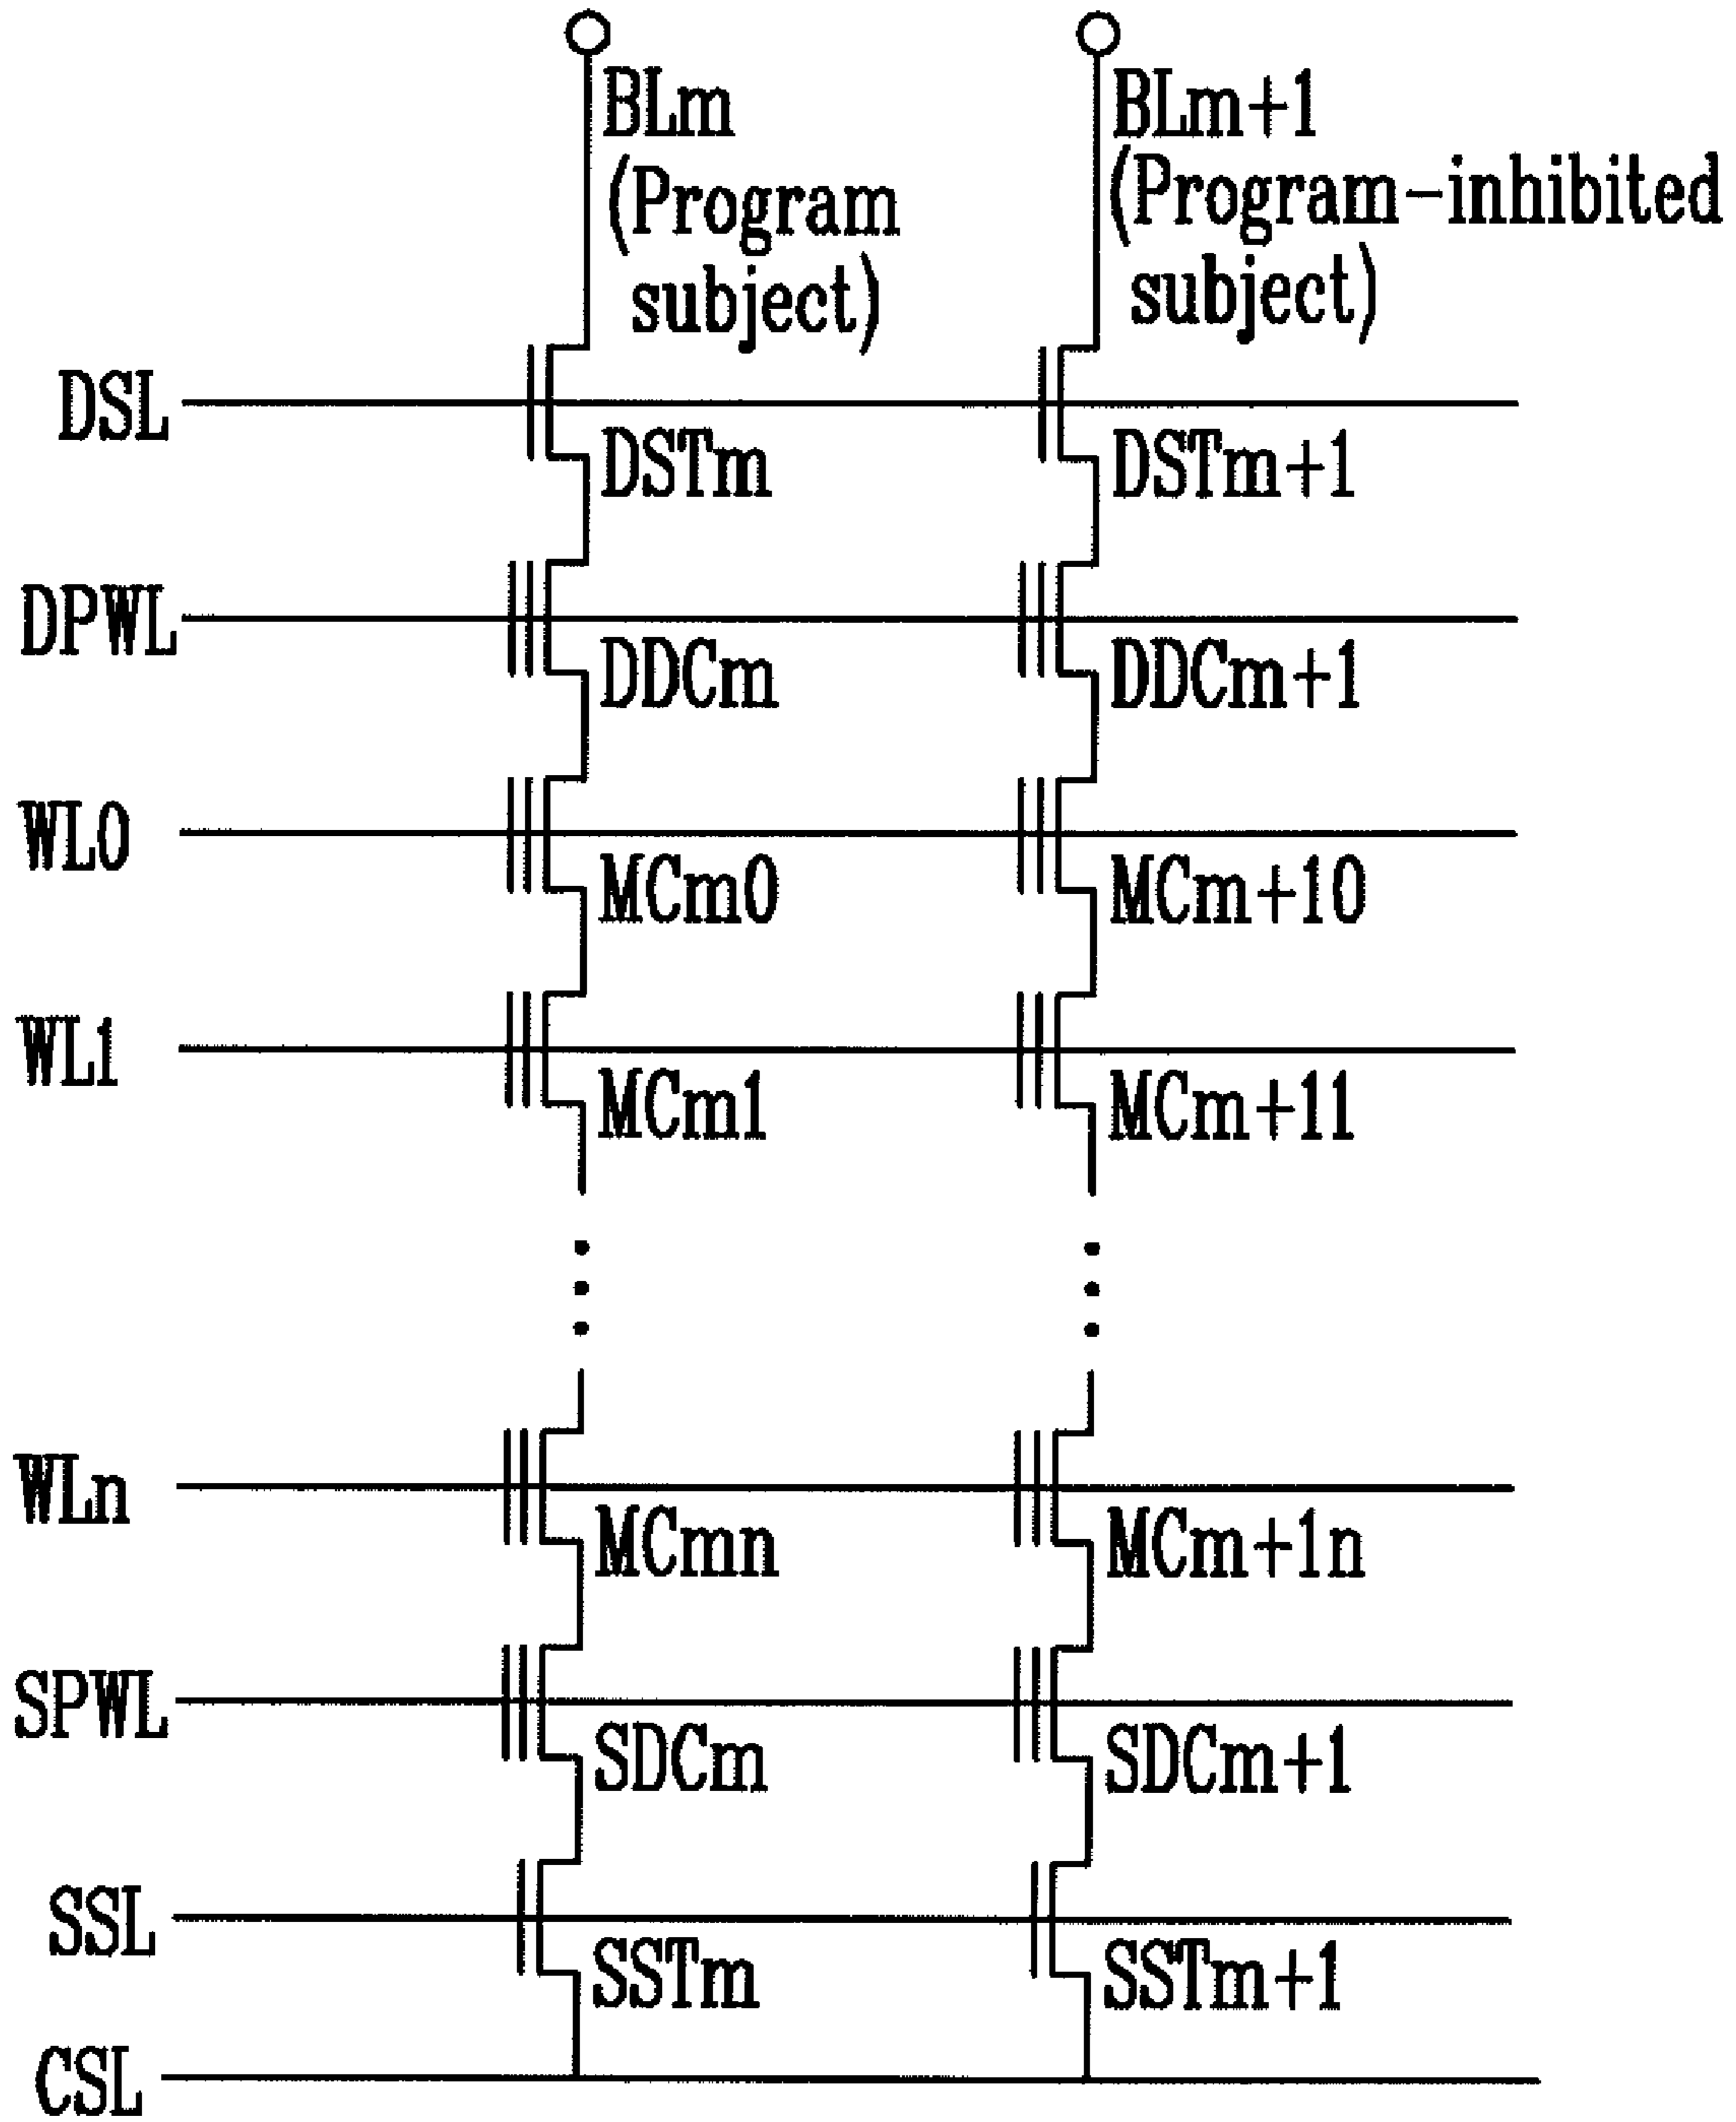 BLm
(Program
subject)
BLm+1
(Program-inhibited
subject)
DSL
DSTm
DSTm+1
DPWL
DDCm
DDCm+1
WL0
MCm0
MCm+10
WL1
MCm1
MCm+11
WLn
MCmn
MCm+1n
SPWL
SDCm
SDCm+1
SSL
SSTm
SSTm+1
CSL